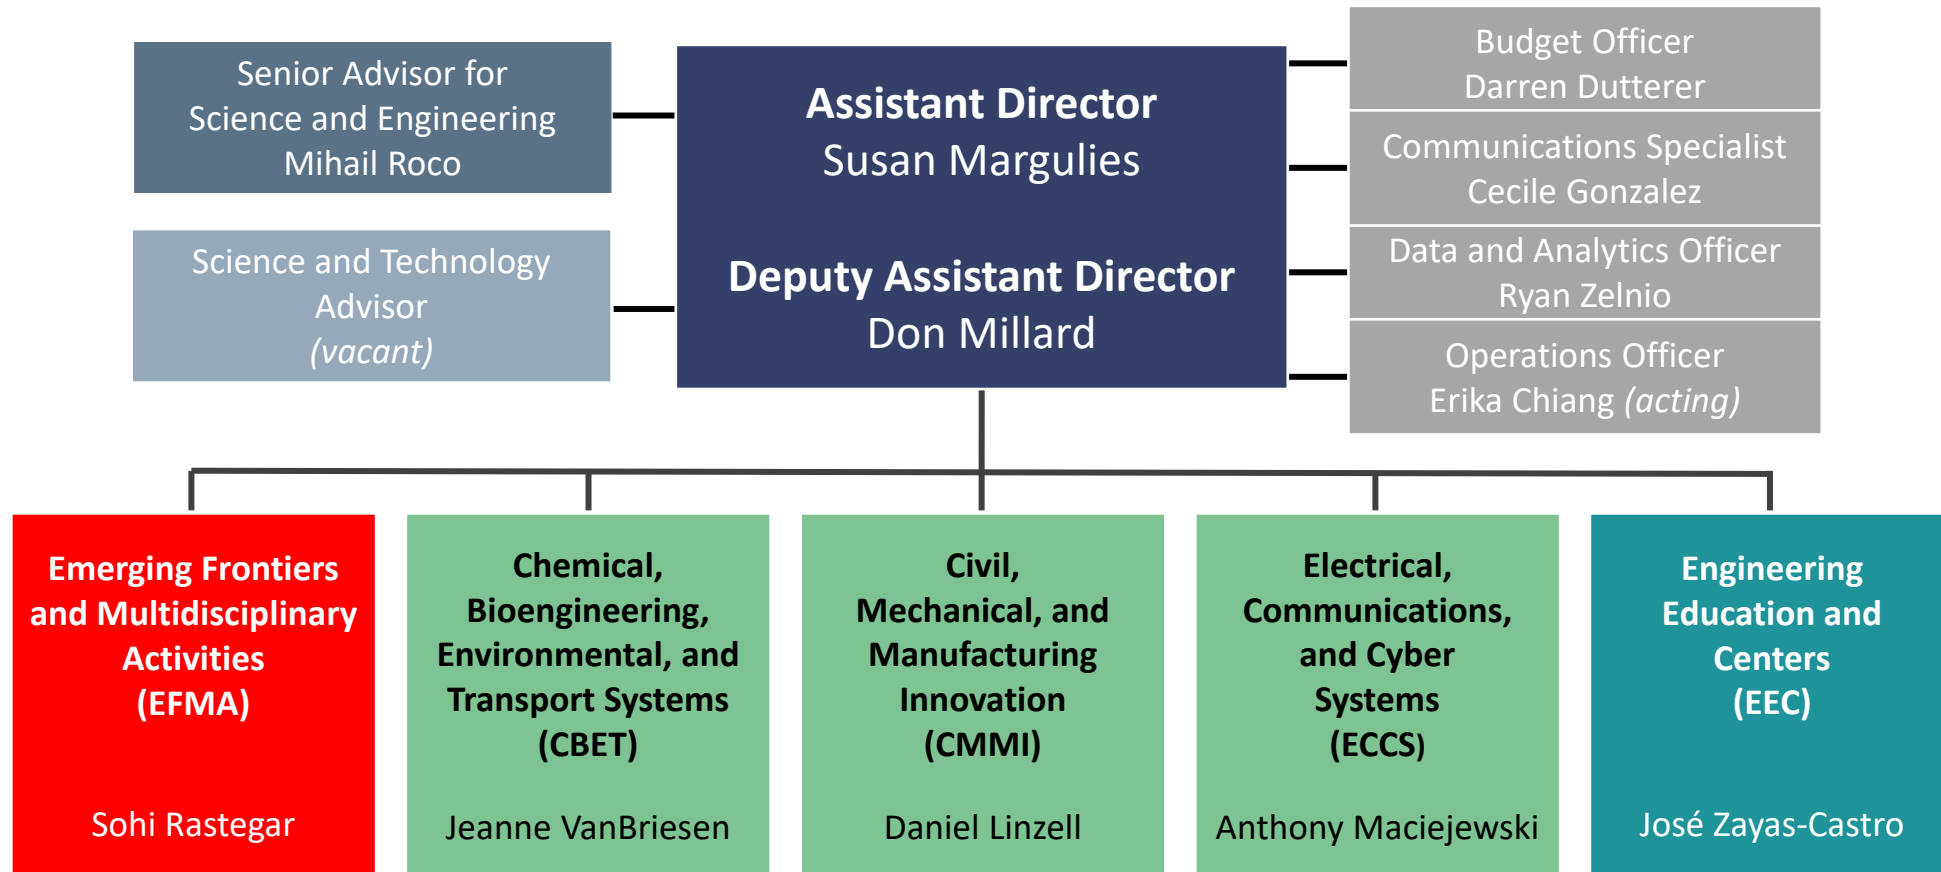 Senior Advisor for
Science and Engineering
Mihail Roco
Science and Technology
Advisor
(vacant)
Assistant Director
Susan Margulies
Deputy Assistant Director
Don Millard
Budget Officer
Darren Dutterer
Communications Specialist
Cecile Gonzalez
Data and Analytics Officer
Ryan Zelnio
Operations Officer
Erika Chiang (acting)
Emerging Frontiers
and Multidisciplinary
Activities
(EFMA)
Sohi Rastegar
Chemical,
Bioengineering,
Environmental, and
Transport Systems
(CBET)
Jeanne VanBriesen
Civil,
Mechanical, and
Manufacturing
Innovation
(CMMI)
Daniel Linzell
Electrical,
Communications,
and Cyber
Systems
(ECCS)
Anthony Maciejewski
Engineering
Education and
Centers
(EEC)
José Zayas-Castro